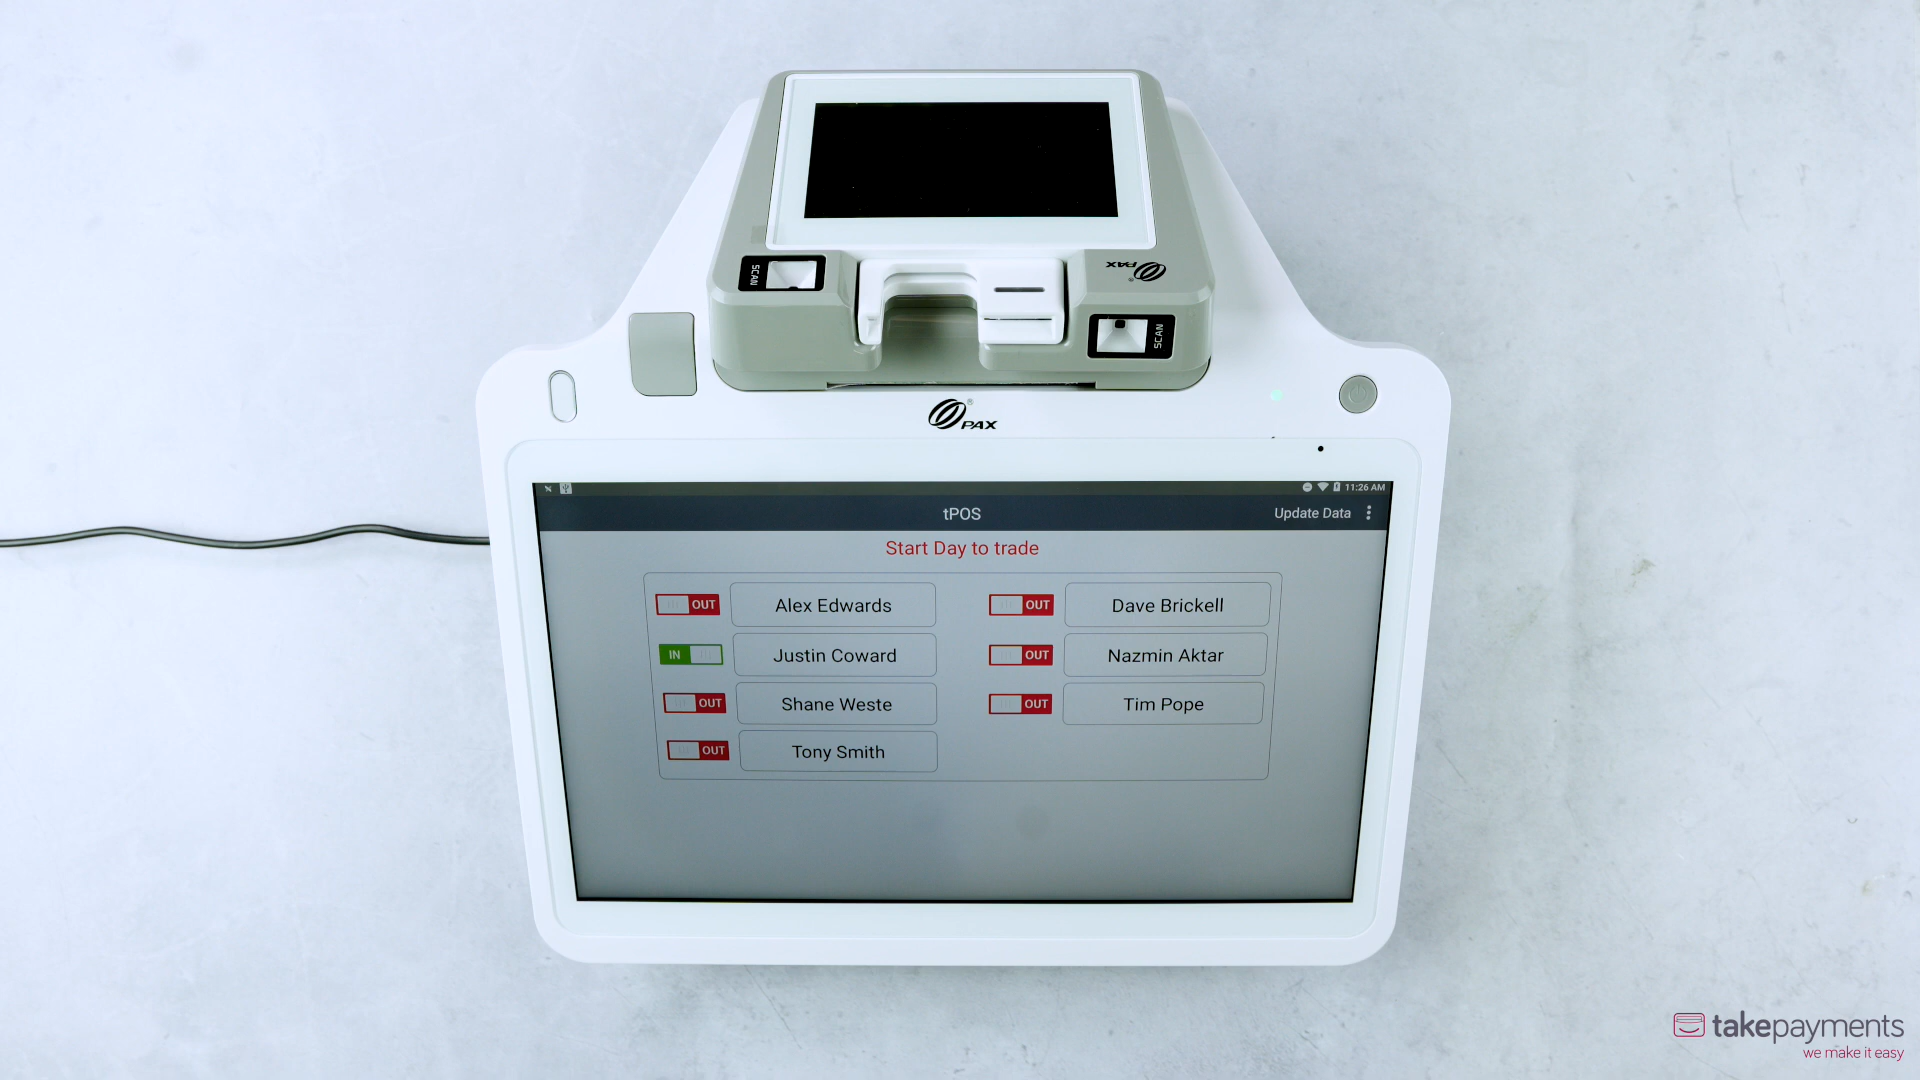 SCAN
PAX
SCAN
PAX
11:26 AM
tPOS
Update Data
Start Day to trade
OUT Alex Edwards
OUT Dave Brickell
IN Justin Coward
OUT Nazmin Aktar
OUT Shane Weste
OUT Tim Pope
OUT Tony Smith
takepayments
we make it easy